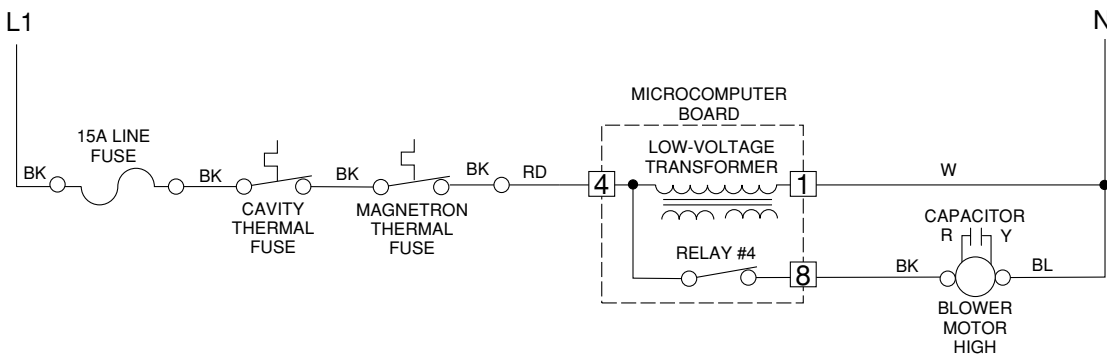 L1
N
MICROCOMPUTER
BOARD
15A LINE
FUSE
LOW-VOLTAGE
TRANSFORMER
BK
BK
BK
BK
RD
4
1
W
CAVITY
THERMAL
FUSE
MAGNETRON
THERMAL
FUSE
CAPACITOR
R
Y
RELAY #4
8
BK
BL
BLOWER
MOTOR
HIGH